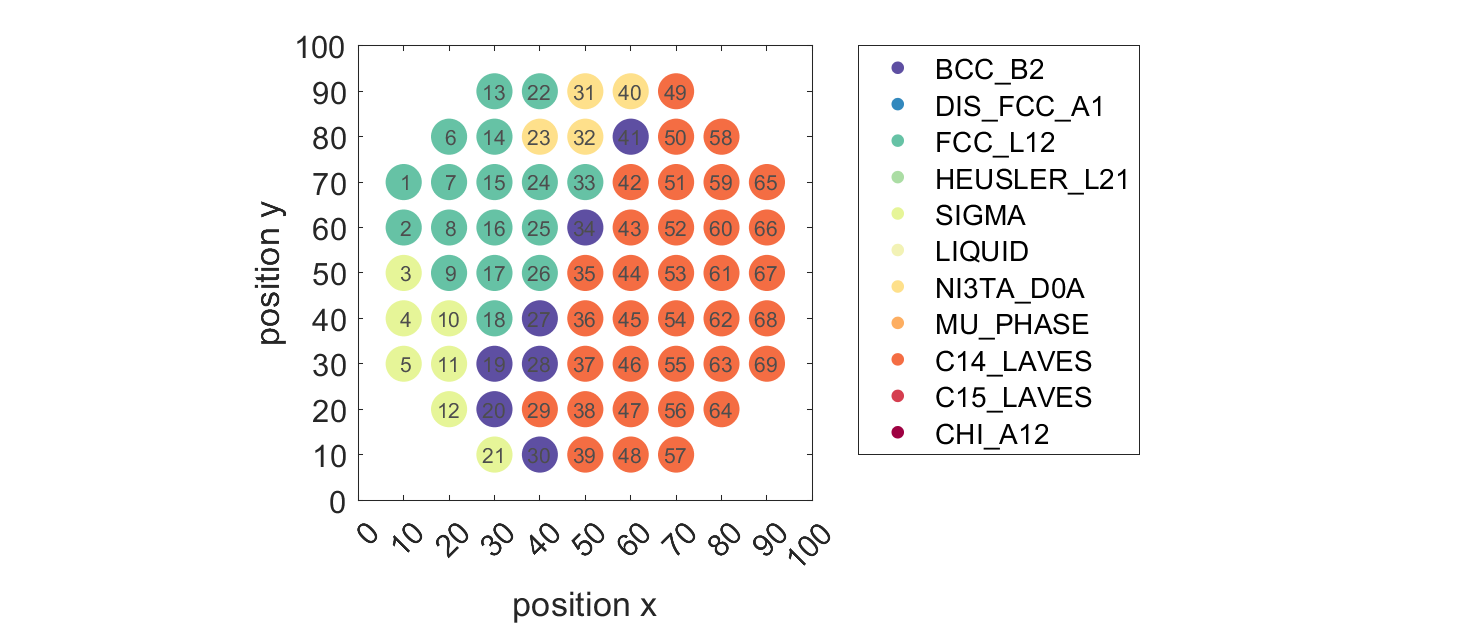 100
90
80
70
60
50
40
30
20
10
0
position y
13 22 31 40 49
6 14 23 32 41 50 58
1 7 15 24 33 42 51 59 65
2 8 16 25 34 43 52 60 66
3 9 17 26 35 44 53 61 67
4 10 18 27 36 45 54 62 68
5 11 19 28 37 46 55 63 69
12 20 29 38 47 56 64
21 30 39 48 57
0 10 20 30 40 50 60 70 80 90 100
position x
BCC_B2
DIS_FCC_A1
FCC_L12
HEUSLER_L21
SIGMA
LIQUID
NI3TA_D0A
MU_PHASE
C14_LAVES
C15_LAVES
CHI_A12